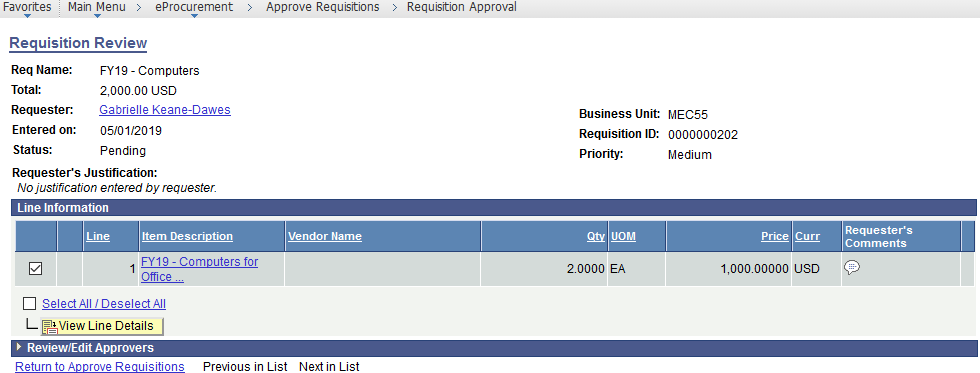 Favorites Main Menu > eProcurement > Approve Requisitions > Requisition Approval
Requisition Review
Req Name: FY19 - Computers
Total: 2,000.00 USD
Requester: Gabrielle Keane-Dawes
Business Unit: MEC55
Entered on: 05/01/2019
Requisition ID: 0000000202
Status: Pending
Priority: Medium
Requester's Justification:
No justification entered by requester.
Line Information
Line Item Description Vendor Name Qty UOM Price Curr Requester's
Comments
1 FY19 - Computers for
Office ...
2.0000 EA 1,000.00000 USD
Select All / Deselect All
View Line Details
Review/Edit Approvers
Return to Approve Requisitions Previous in List Next in List